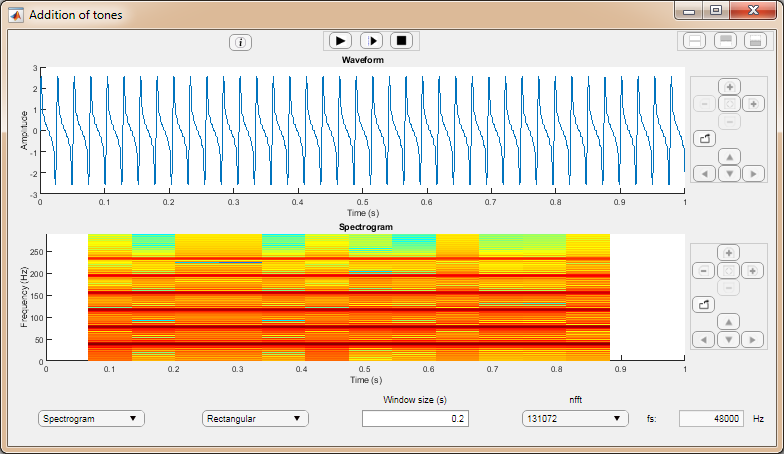 Addition of tones
Waveform
Amplitude
3
2
1
0
-1
-2
-3
0 0.1 0.2 0.3 0.4 0.5 0.6 0.7 0.8 0.9 1
Time (s)
Spectrogram
Frequency (Hz)
250
200
150
100
50
0
0 0.1 0.2 0.3 0.4 0.5 0.6 0.7 0.8 0.9 1
Time (s)
Window size (s) nfft
Spectrogram Rectangular 0.2 131072 fs: 48000 Hz